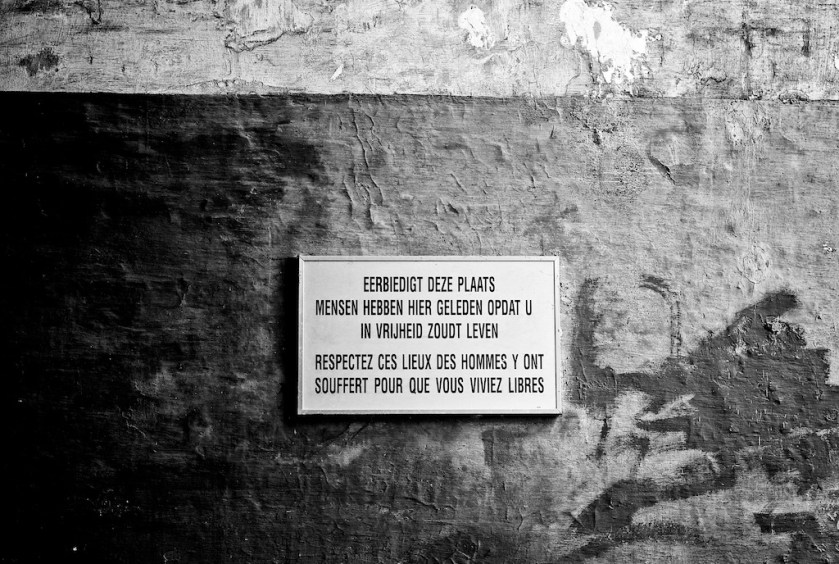 EERBIEDIGT DEZE PLAATS
MENSEN HEBBEN HIER GELEDEN OPDAT U
IN VRIJHEID ZOUDT LEVEN
RESPECTEZ CES LIEUX DES HOMMES Y ONT
SOUFFERT POUR QUE VOUS VIVIEZ LIBRES